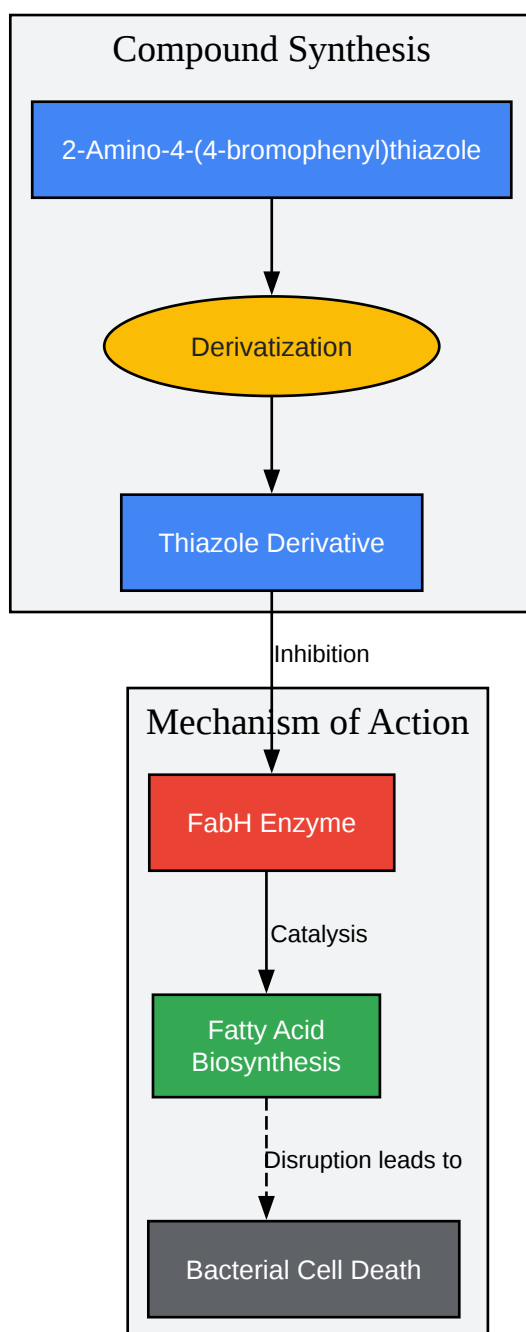 Compound Synthesis
2-Amino-4-(4-bromophenyl)thiazole
Derivatization
Thiazole Derivative
Inhibition
Mechanism of Action
FabH Enzyme
Catalysis
Fatty Acid
Biosynthesis
Disruption leads to
Bacterial Cell Death